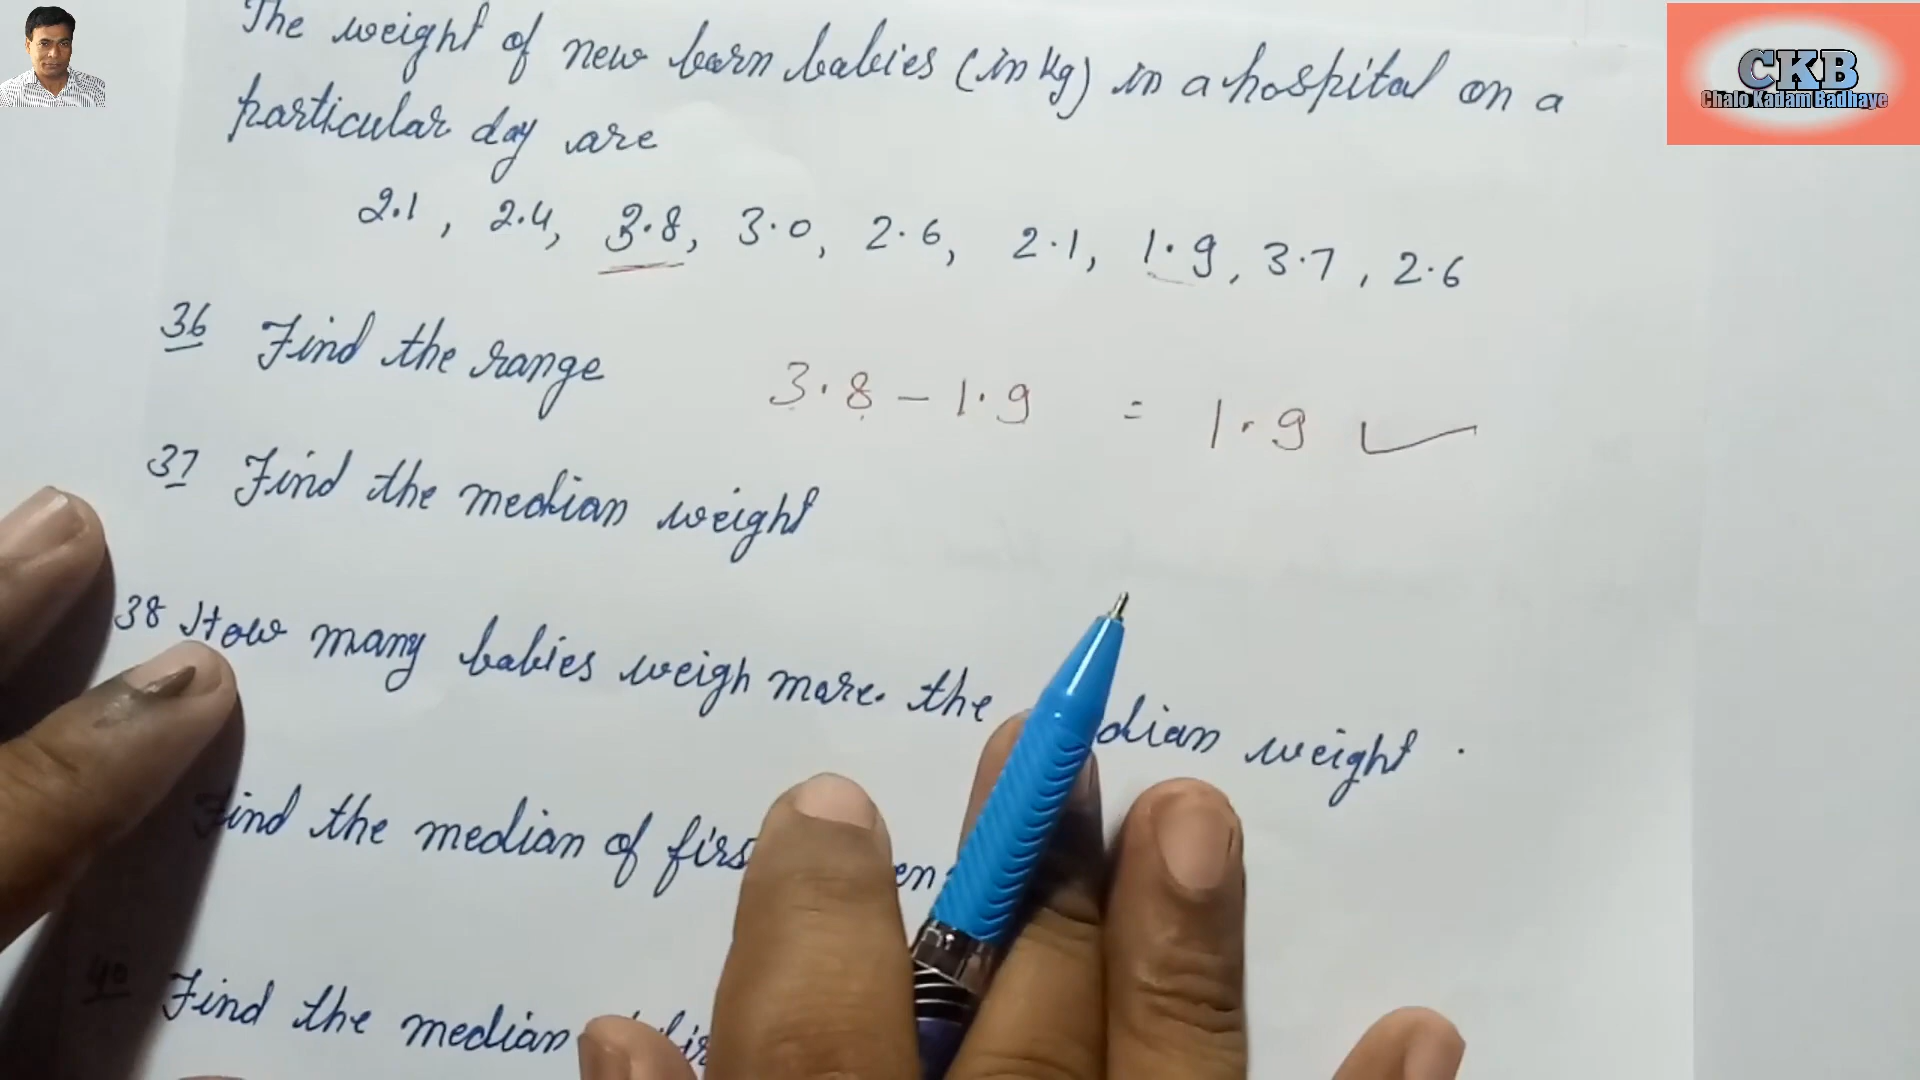 CKB
Chalo Kadam Badhaye
The weight of new born babies (in kg) in a hospital on a
particular day are
2.1, 2.4, 3.8, 3.0, 2.6, 2.1, 1.9, 3.7, 2.6
36 Find the range 3.8 - 1.9 = 1.9 ✓
37 Find the median weight
38 How many babies weigh more the weight.
Find the median of
40 Find the median